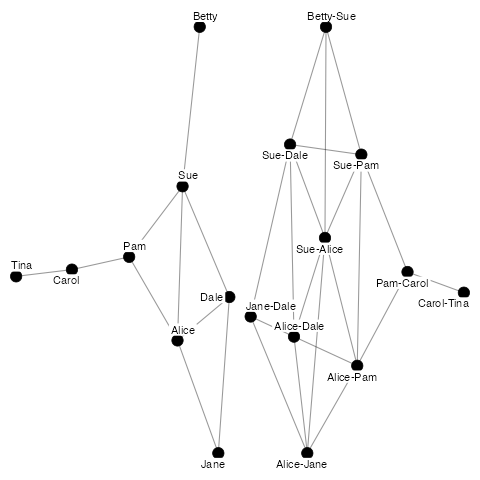 Betty
Betty-Sue
Sue-Dale
Sue-Pam
Sue
Pam
Sue-Alice
Tina
Carol
Pam-Carol
Carol-Tina
Dale
Jane-Dale
Alice
Alice-Dale
Alice-Pam
Jane
Alice-Jane